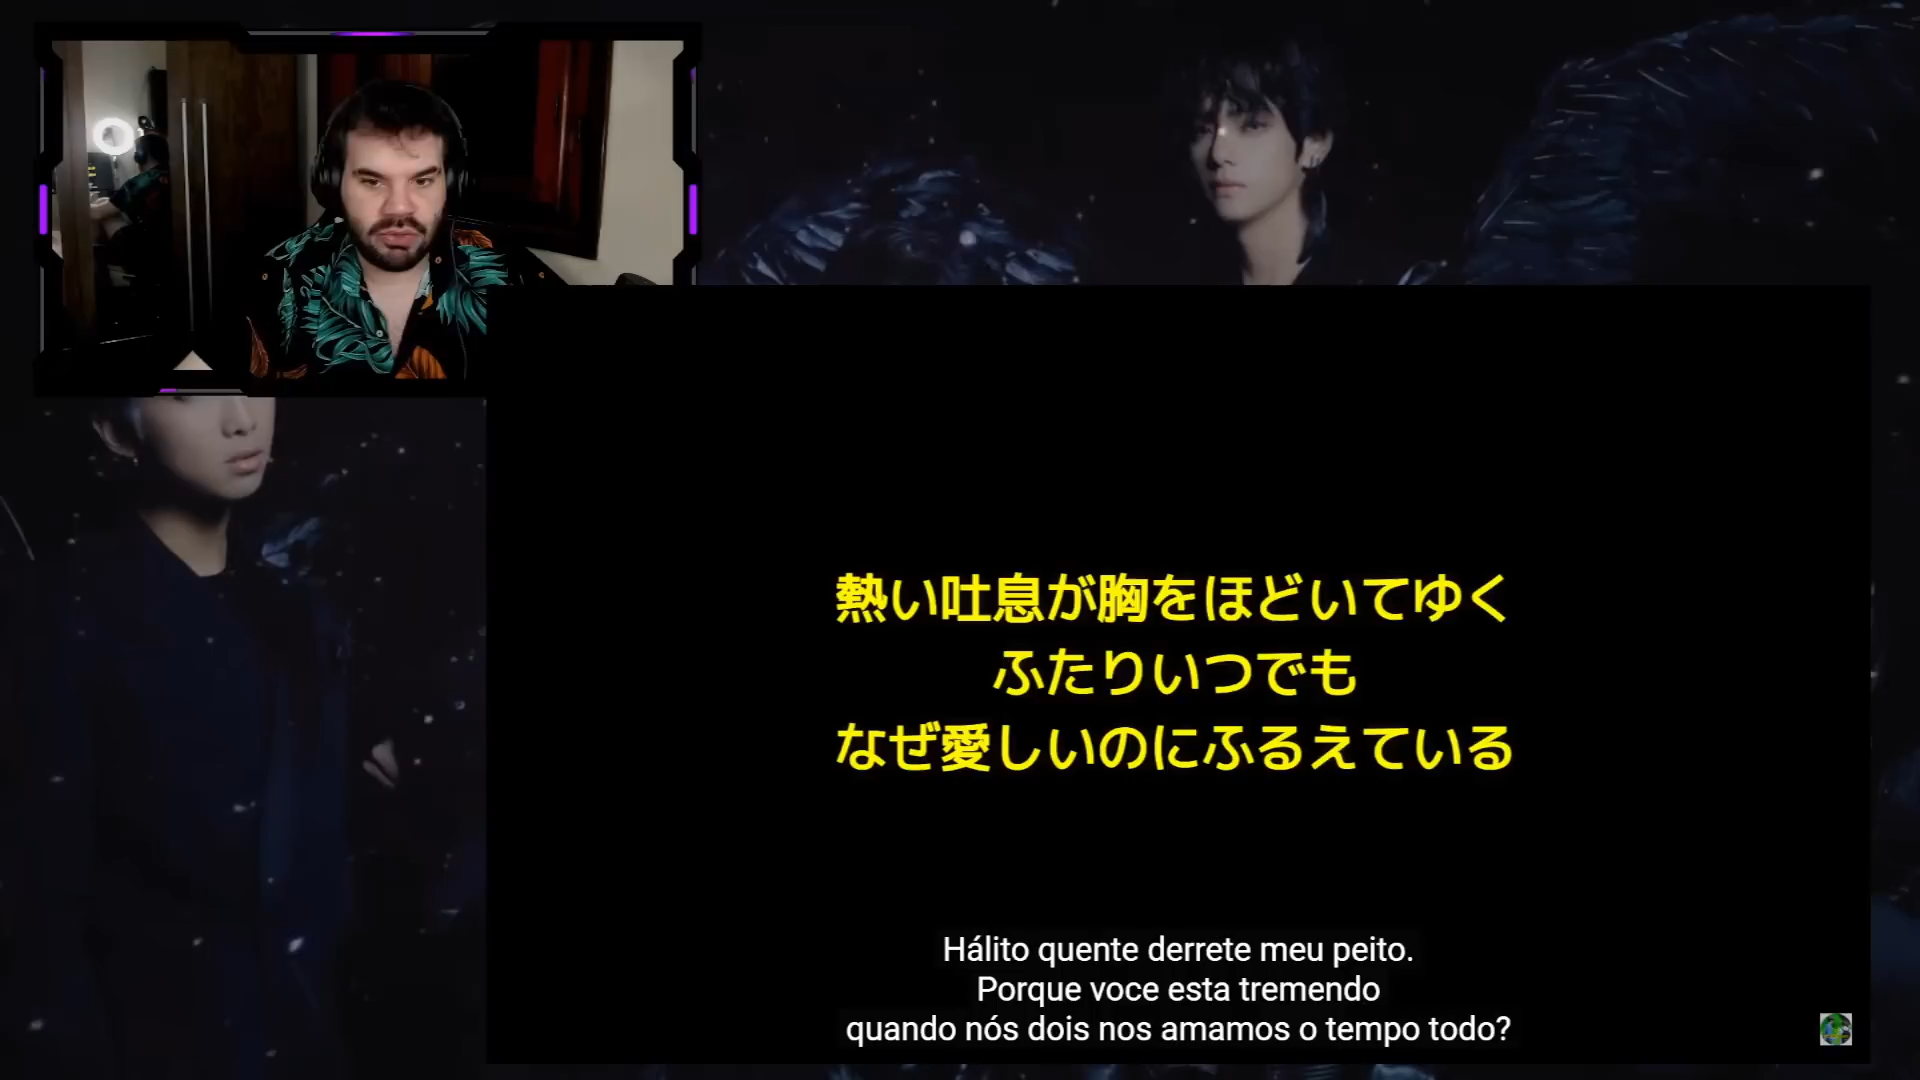 熱い吐息が胸をほどいてゆく
ふたりいつでも
なぜ愛しいのにふるえている
Hálito quente derrete meu peito.
Porque voce esta tremendo
quando nós dois nos amamos o tempo todo?